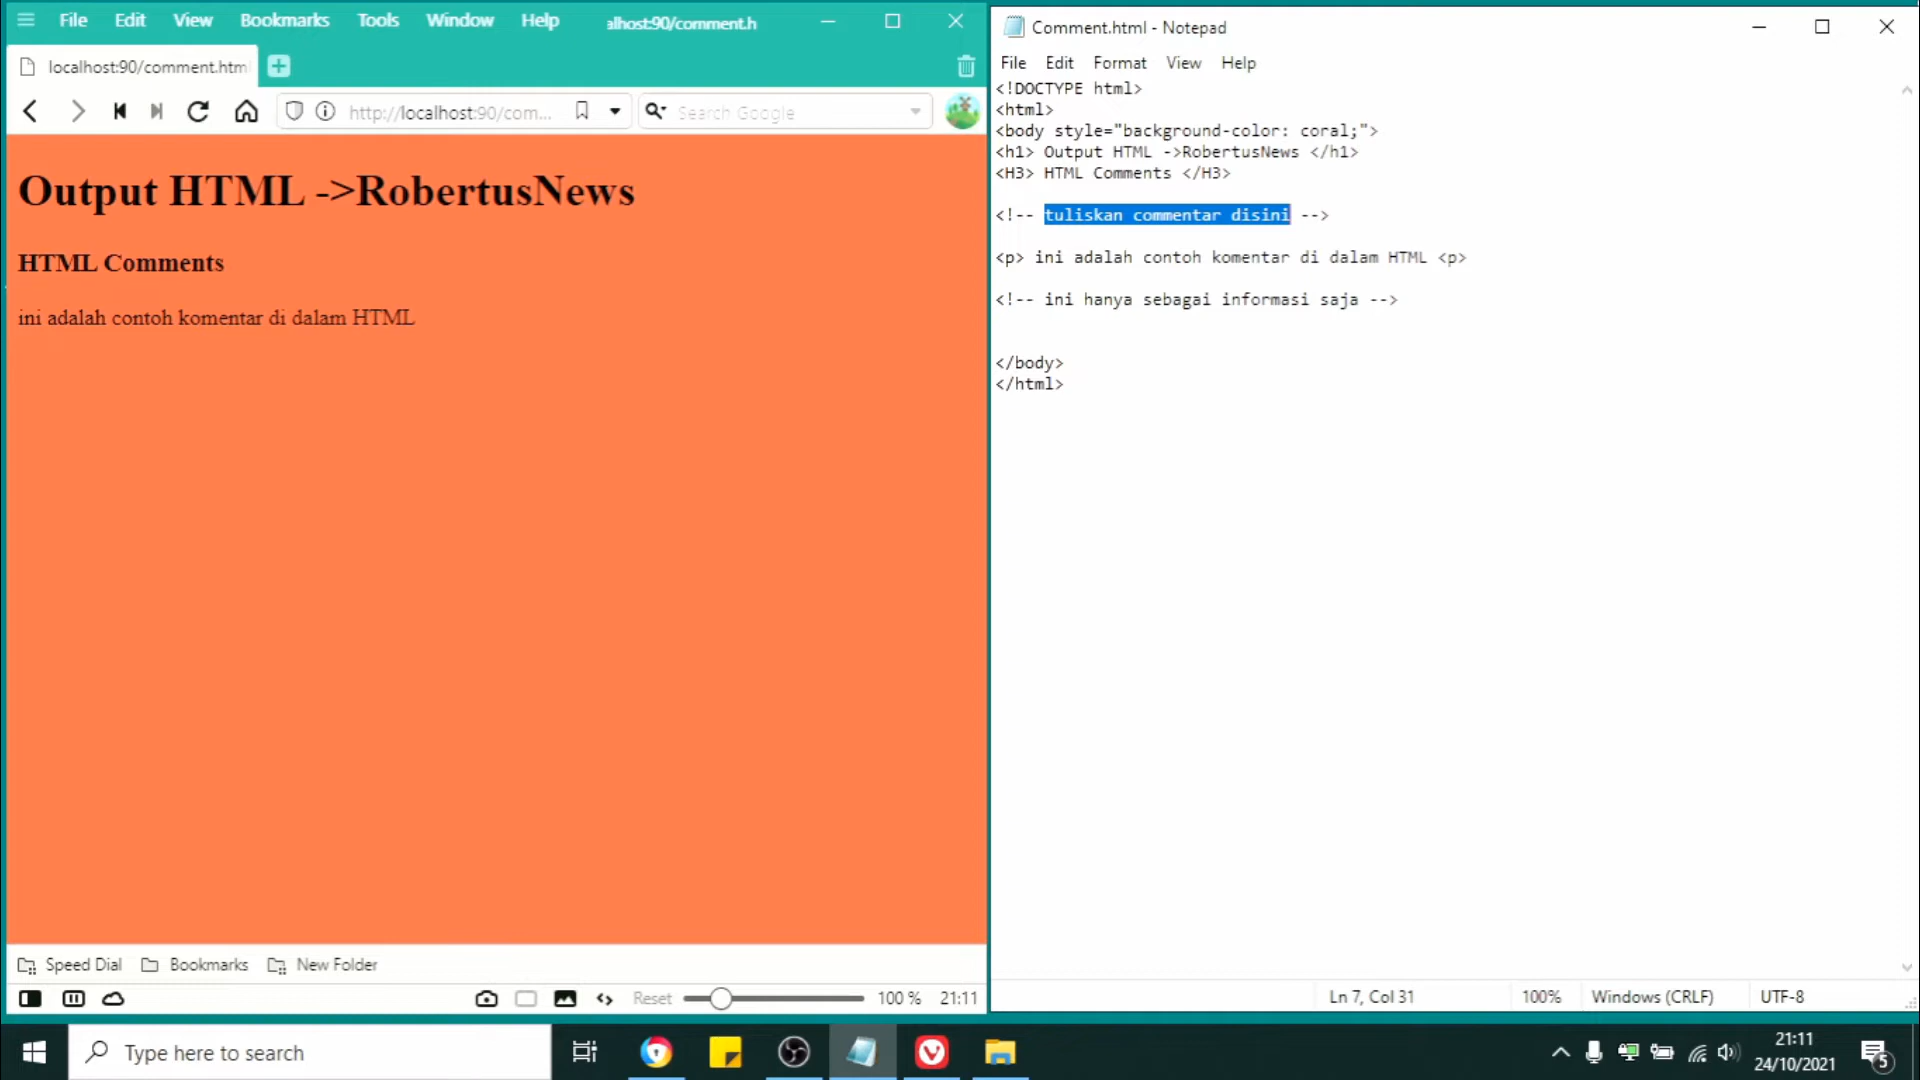 File Edit View Bookmarks Tools Window Help alhost:90/comment.h
localhost:90/comment.html
http://localhost:90/com... Search Google
Output HTML ->RobertusNews
HTML Comments
ini adalah contoh komentar di dalam HTML
Speed Dial Bookmarks New Folder
Reset 100 % 21:11
Comment.html - Notepad
File Edit Format View Help
<!DOCTYPE html>
<html>
<body style="background-color: coral;">
<h1> Output HTML ->RobertusNews </h1>
<H3> HTML Comments </H3>
<!-- tuliskan commentar disini -->
<p> ini adalah contoh komentar di dalam HTML <p>
<!-- ini hanya sebagai informasi saja -->
</body>
</html>
Ln 7, Col 31 100% Windows (CRLF) UTF-8
Type here to search
21:11
24/10/2021
5